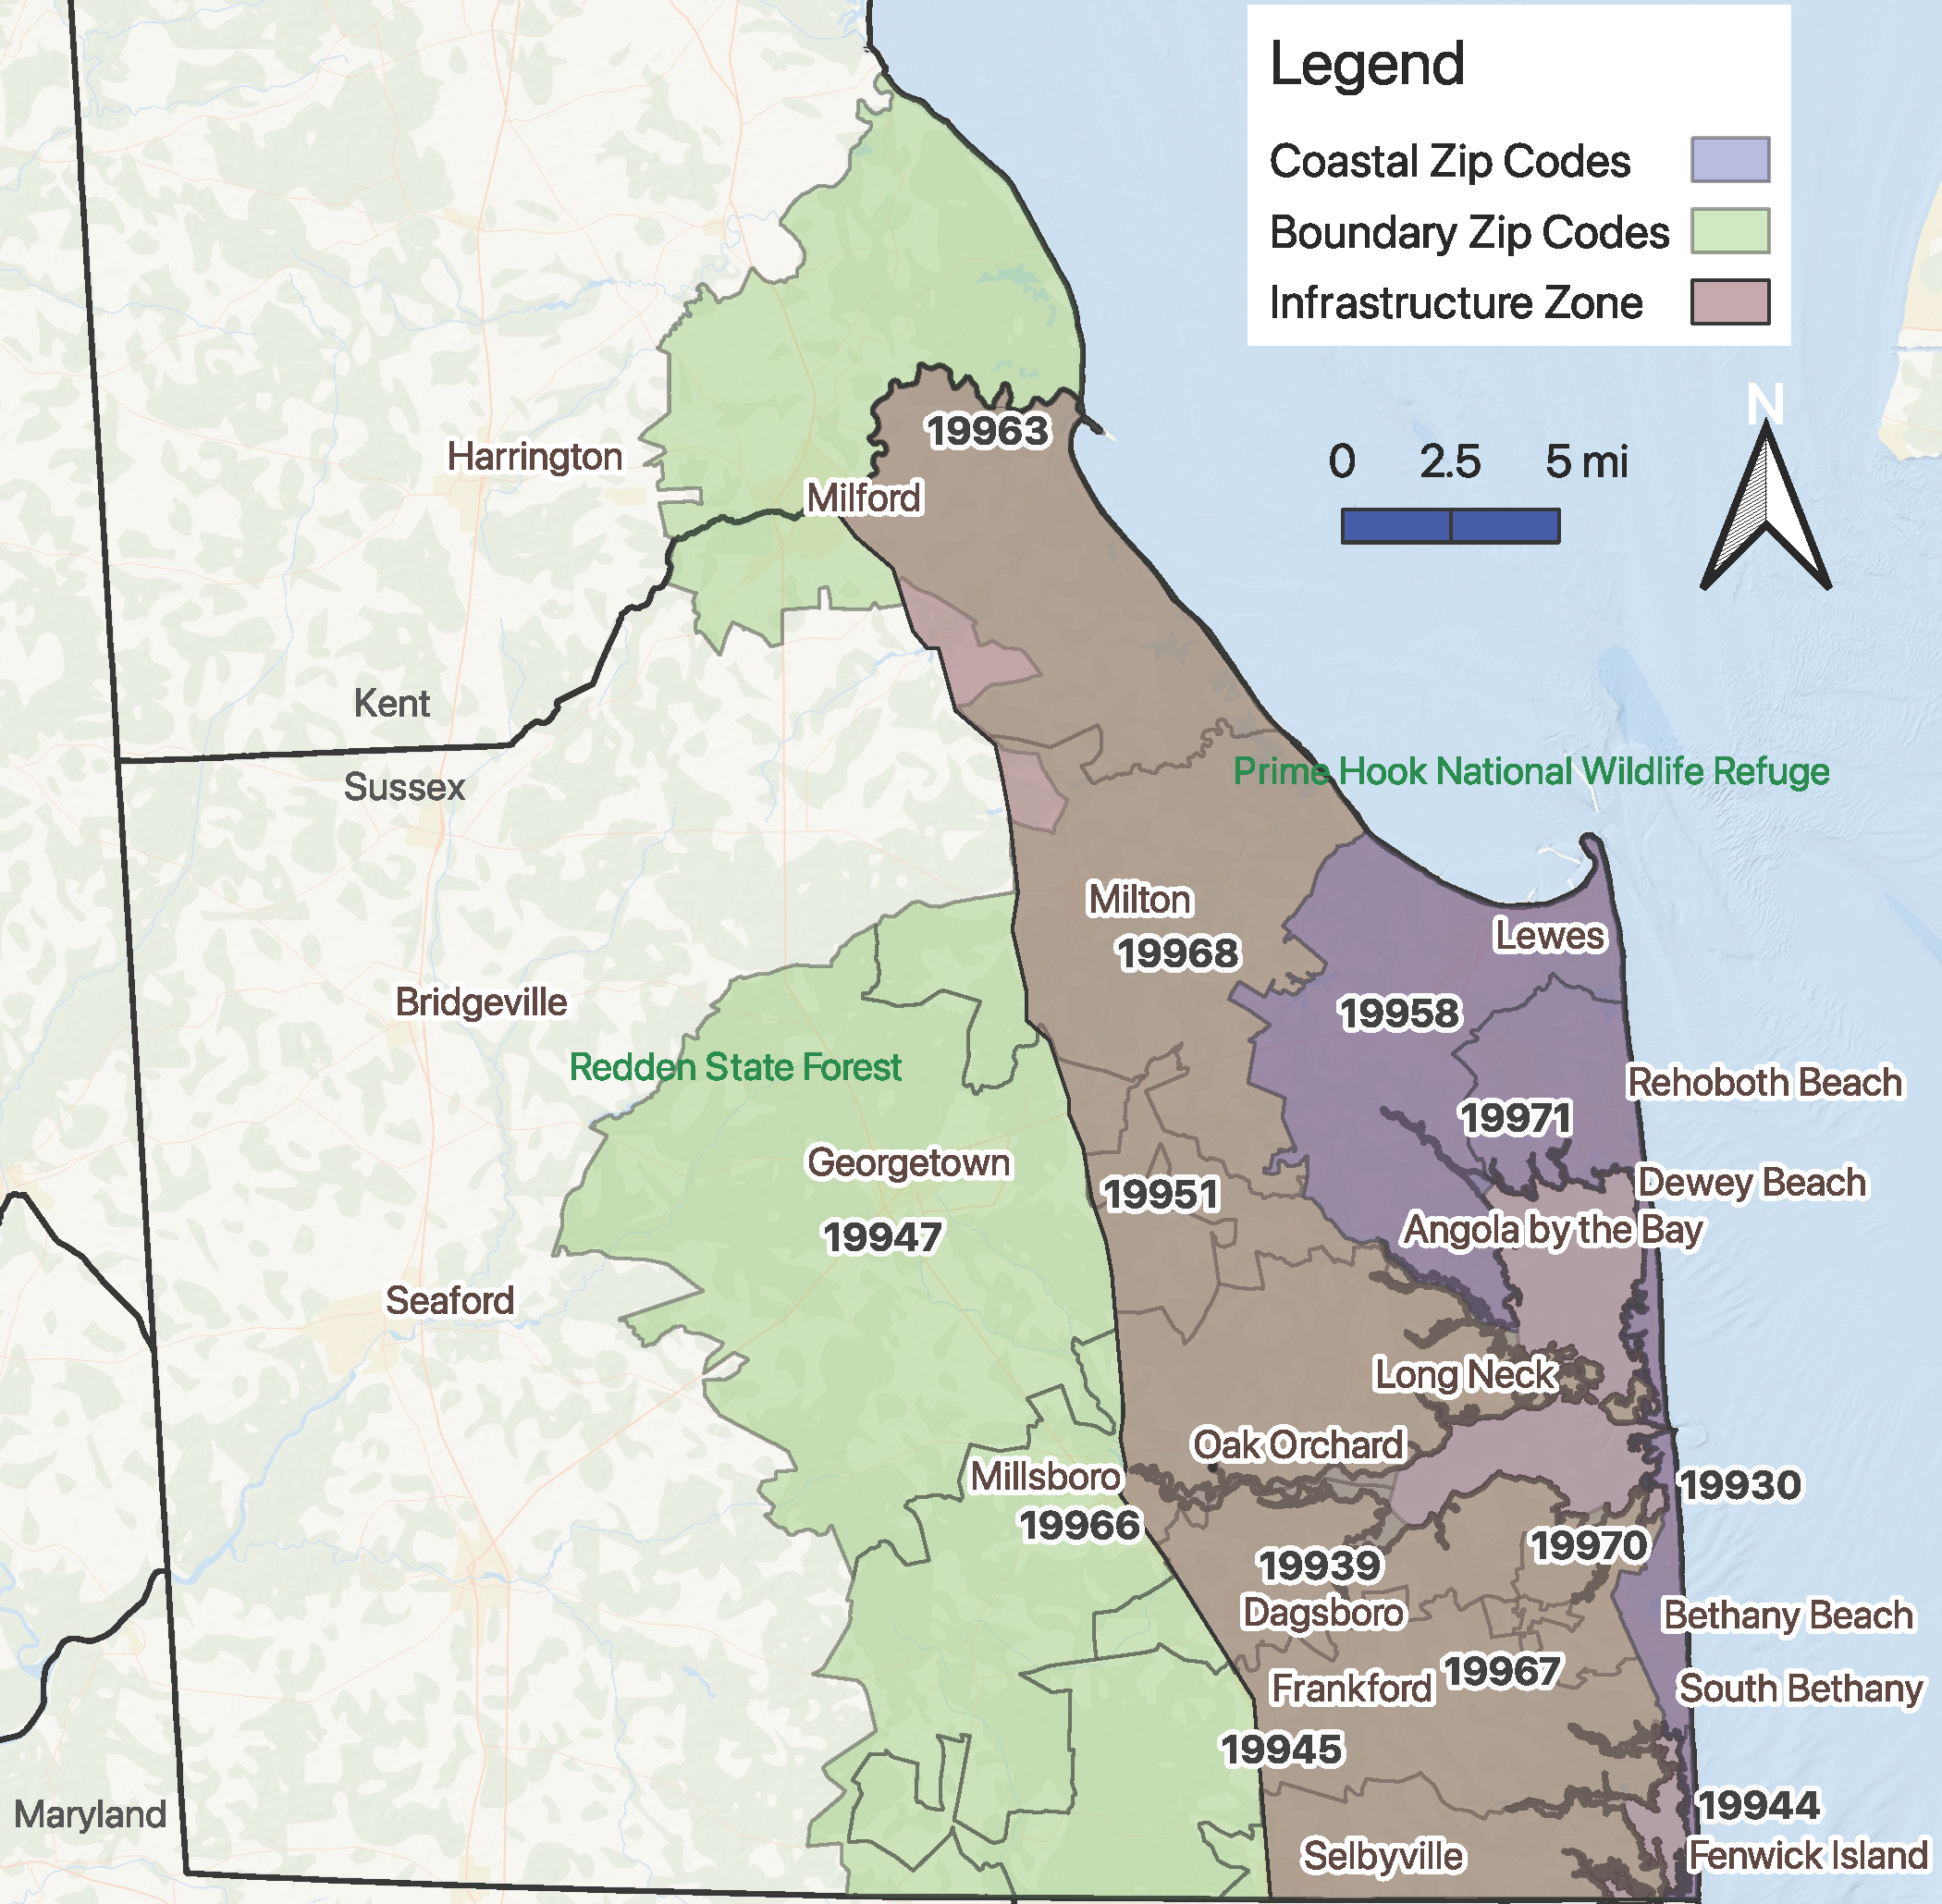 Legend
Coastal Zip Codes
Boundary Zip Codes
Infrastructure Zone
N
0 2.5 5 mi
19963
Harrington
Milford
Kent
Sussex
Prime Hook National Wildlife Refuge
Milton
19968
Lewes
Bridgeville
19958
Redden State Forest
Rehoboth Beach
19971
Georgetown
Dewey Beach
19951
Angola by the Bay
19947
Seaford
Long Neck
Oak Orchard
Millsboro
19930
19966
19970
19939
Dagsboro
Bethany Beach
19967
Frankford
South Bethany
19945
19944
Maryland
Selbyville
Fenwick Island